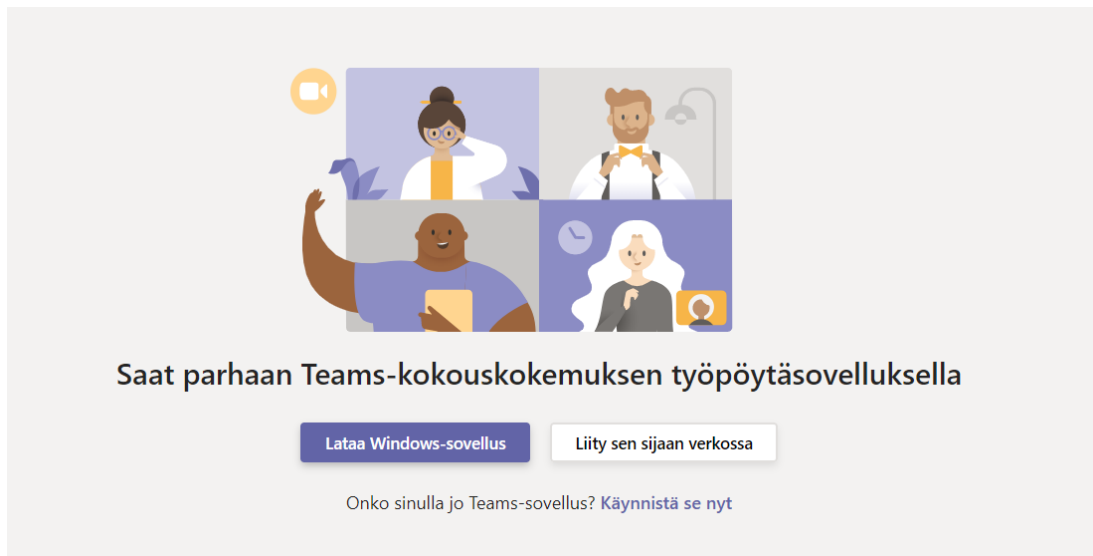 Saat parhaan Teams-kokouskokemuksen työpöytäsovelluksella
Lataa Windows-sovellus
Liity sen sijaan verkossa
Onko sinulla jo Teams-sovellus? Käynnistä se nyt